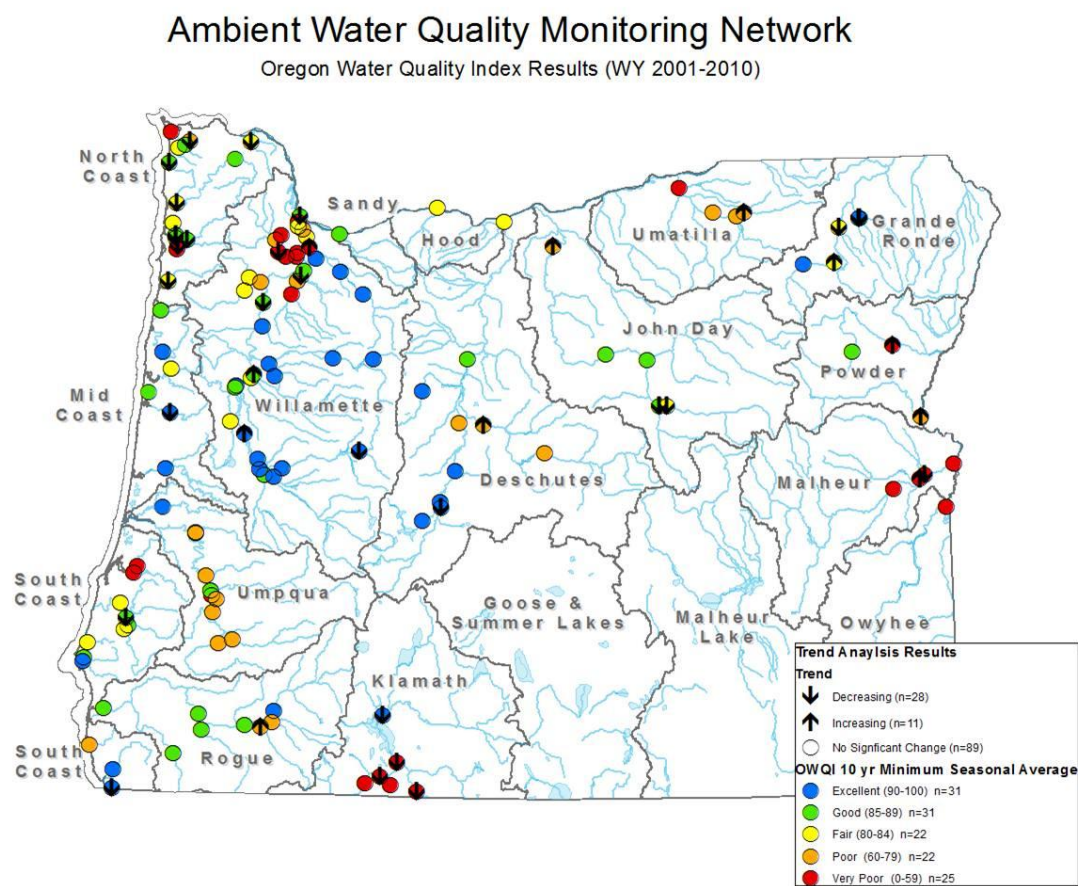 Ambient Water Quality Monitoring Network
Oregon Water Quality Index Results (WY 2001-2010)
North
Coast
Sandy
Hood
Umatilla
Grande
Ronde
John Day
Powder
Mid
Coast
Willamette
Deschutes
Malheur
South
Coast
Umpqua
Goose &
Summer Lakes
Malheur
Lake
Owyhee
Klamath
South
Coast
Rogue
Trend Anaylsis Results
Trend
Decreasing (n=28)
Increasing (n=11)
No Signficant Change (n=89)
OWQI 10 yr Minimum Seasonal Average
Excellent (90-100) n=31
Good (85-89) n=31
Fair (80-84) n=22
Poor (60-79) n=22
Very Poor (0-59) n=25